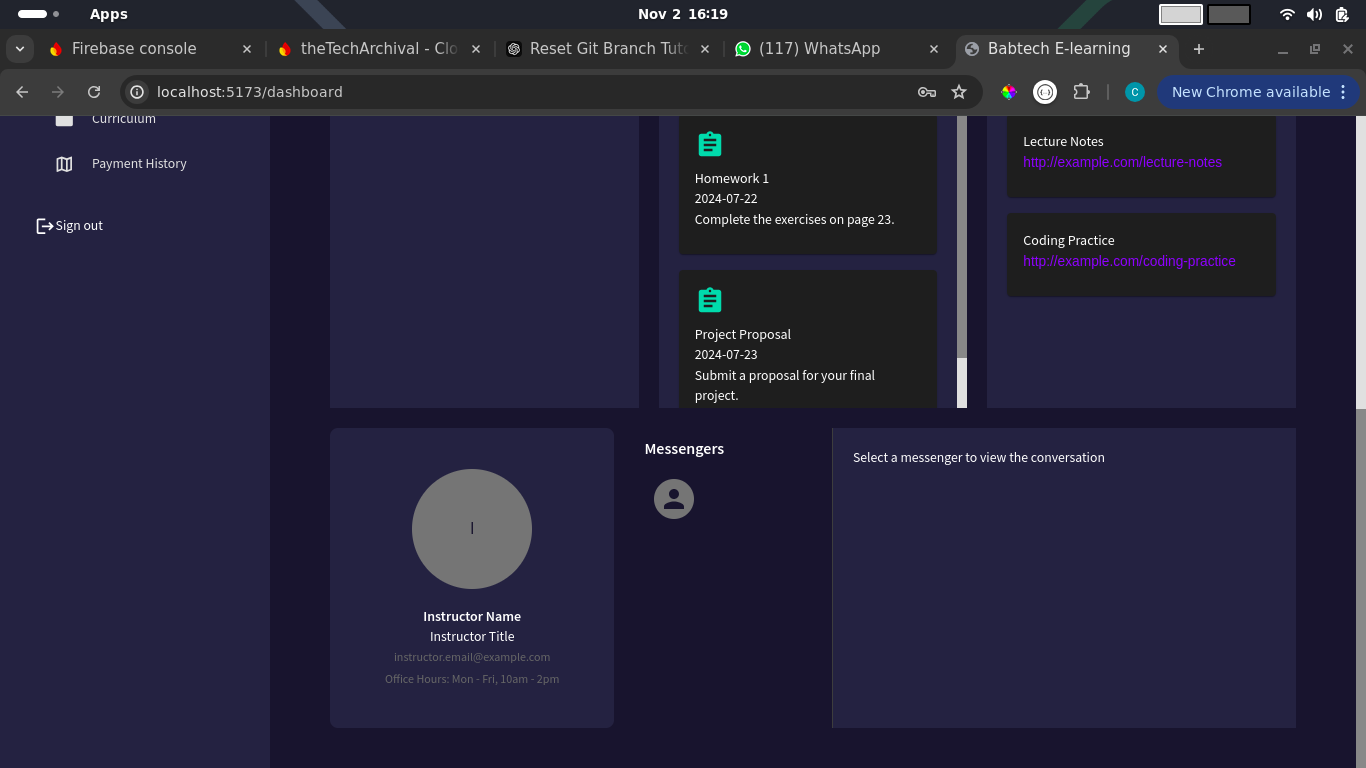 Apps
Nov 2 16:19
Firebase console
theTechArchival - Clo
Reset Git Branch Tuto
(117) WhatsApp
Babtech E-learning
localhost:5173/dashboard
C
New Chrome available
Curriculum
Payment History
Sign out
Homework 1
2024-07-22
Complete the exercises on page 23.
Project Proposal
2024-07-23
Submit a proposal for your final
project.
Lecture Notes
http://example.com/lecture-notes
Coding Practice
http://example.com/coding-practice
I
Instructor Name
Instructor Title
instructor.email@example.com
Office Hours: Mon - Fri, 10am - 2pm
Messengers
Select a messenger to view the conversation